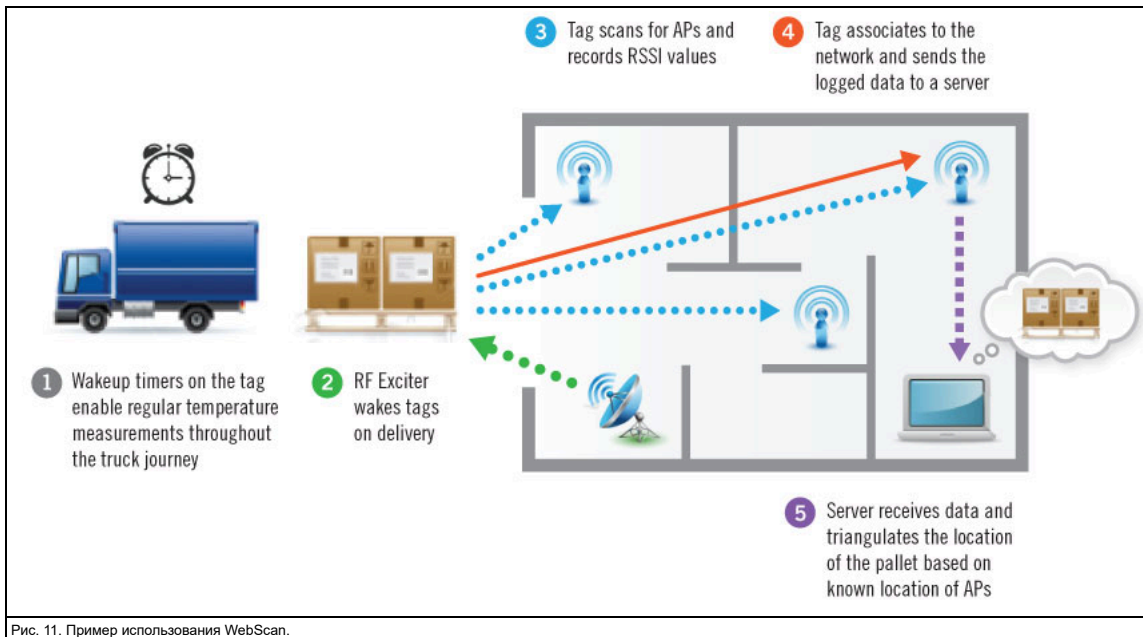 3 Tag scans for APs and
records RSSI values
4 Tag associates to the
network and sends the
logged data to a server
1 Wakeup timers on the tag
enable regular temperature
measurements throughout
the truck journey
2 RF Exciter
wakes tags
on delivery
5 Server receives data and
triangulates the location
of the pallet based on
known location of APs
Рис. 11. Пример использования WebScan.